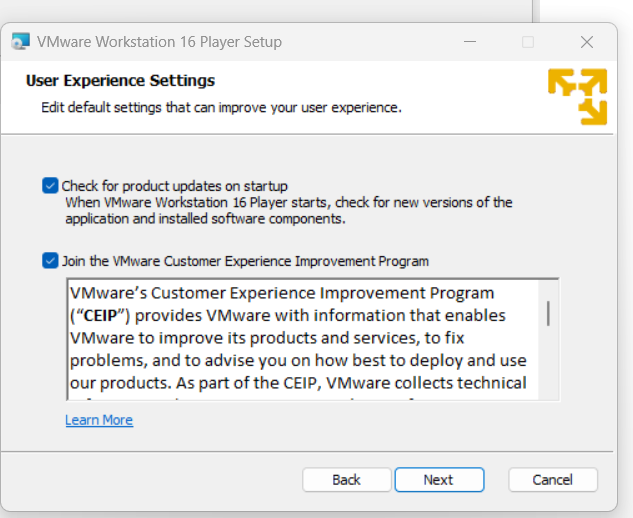 VMware Workstation 16 Player Setup
User Experience Settings
Edit default settings that can improve your user experience.
Check for product updates on startup
When VMware Workstation 16 Player starts, check for new versions of the
application and installed software components.
Join the VMware Customer Experience Improvement Program
VMware’s Customer Experience Improvement Program
(“CEIP”) provides VMware with information that enables
VMware to improve its products and services, to fix
problems, and to advise you on how best to deploy and use
our products. As part of the CEIP, VMware collects technical
Learn More
Back Next Cancel